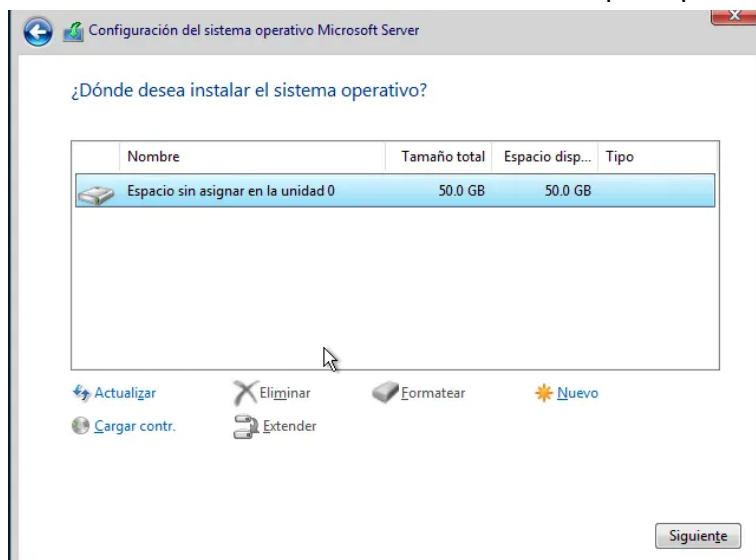 Configuración del sistema operativo Microsoft Server
¿Dónde desea instalar el sistema operativo?
Nombre Tamaño total Espacio disp... Tipo
Espacio sin asignar en la unidad 0 50.0 GB 50.0 GB
Actualizar Eliminar Formatear Nuevo
Cargar contr. Extender
Siguiente